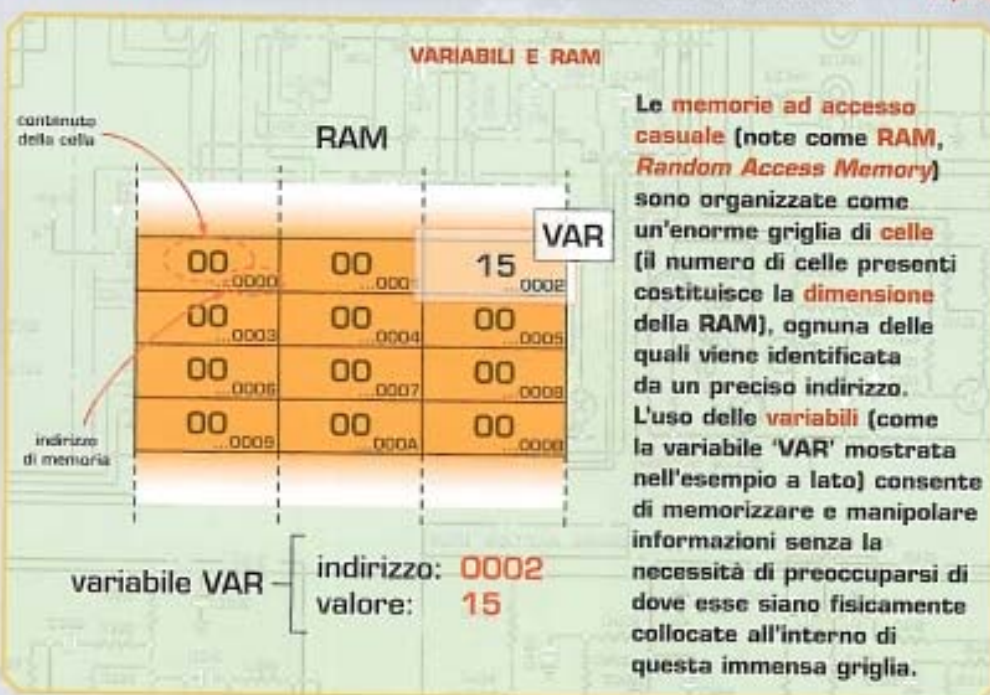 VARIABILI E RAM
contenuto
della cella
RAM
VAR
00 ...0000
00 ...0001
15 ...0002
00 ...0003
00 ...0004
00 ...0005
00 ...0006
00 ...0007
00 ...0008
00 ...0009
00 ...000A
00 ...000B
indirizzo
di memoria
variabile VAR
indirizzo: 0002
valore: 15
Le memorie ad accesso
casuale (note come RAM,
Random Access Memory)
sono organizzate come
un'enorme griglia di celle
(il numero di celle presenti
costituisce la dimensione
della RAM), ognuna delle
quali viene identificata
da un preciso indirizzo.
L'uso delle variabili (come
la variabile 'VAR' mostrata
nell'esempio a lato) consente
di memorizzare e manipolare
informazioni senza la
necessità di preoccuparsi di
dove esse siano fisicamente
collocate all'interno di
questa immensa griglia.